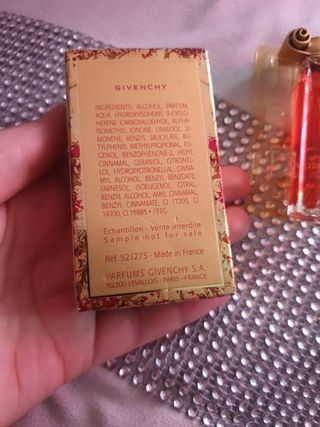 GIVENCHY
INGREDIENTS: ALCOHOL, PARFUM,
AQUA, HYDROXYISOHEXYL 3-CYCLO-
HEXENE CARBOXALDEHYDE, ALPHA-
ISOMETHYL IONONE, LINALOOL, LI-
MONENE, BENZYL SALICYLATE, BU-
TYLPHENYL METHYLPROPIONAL, EU-
GENOL, BENZOPHENONE-2, HEXYL
CINNAMAL, GERANIOL, CITRONEL-
LOL, HYDROXYCITRONELLAL, CINNA-
MYL ALCOHOL, BENZYL BENZOATE,
FARNESOL, ISOEUGENOL, CITRAL,
BENZYL ALCOHOL, AMYL CINNAMAL,
BENZYL CINNAMATE, CI 17200, CI
14700, CI 15985 • 151G.
Échantillon - Vente interdite
Sample not for sale
Réf. 521273 - Made in France
PARFUMS GIVENCHY S.A.
92300 LEVALLOIS - PARIS - FRANCE